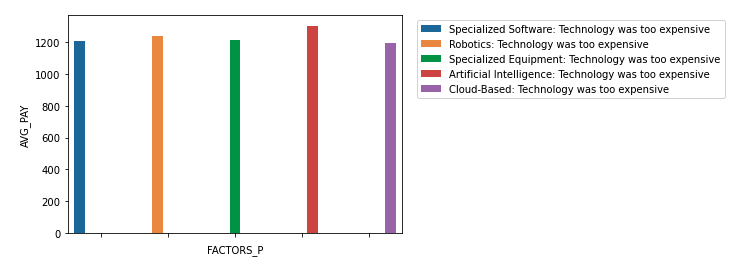 1200
1000
800
600
400
200
0
AVG_PAY
FACTORS_P
Specialized Software: Technology was too expensive
Robotics: Technology was too expensive
Specialized Equipment: Technology was too expensive
Artificial Intelligence: Technology was too expensive
Cloud-Based: Technology was too expensive